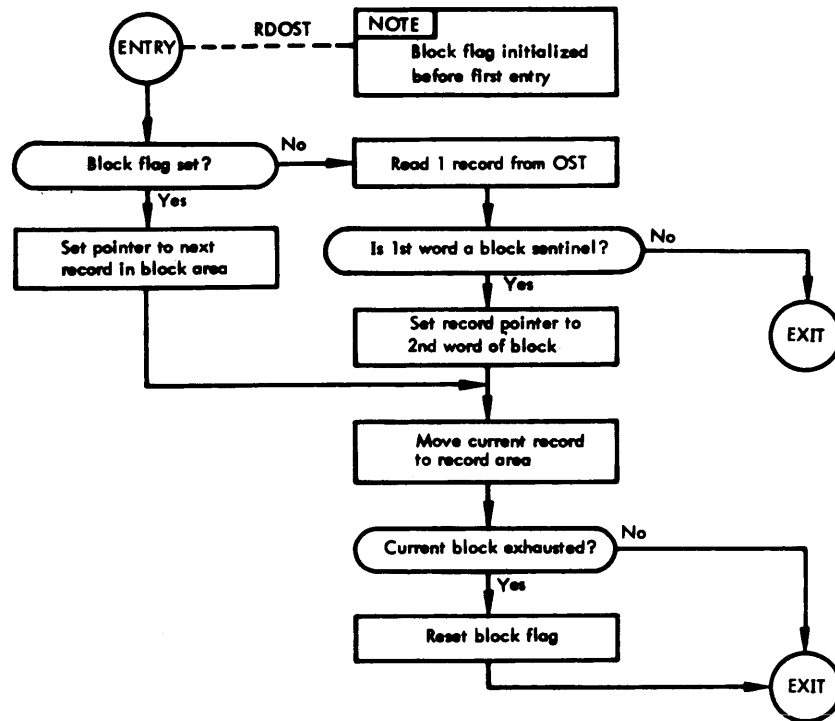 ENTRY
RDOST
NOTE
Block flag initialized
before first entry
Block flag set?
No
Read 1 record from OST
Yes
Set pointer to next
record in block area
Is 1st word a block sentinel?
No
Yes
Set record pointer to
2nd word of block
EXIT
Move current record
to record area
Current block exhausted?
No
Yes
Reset block flag
EXIT